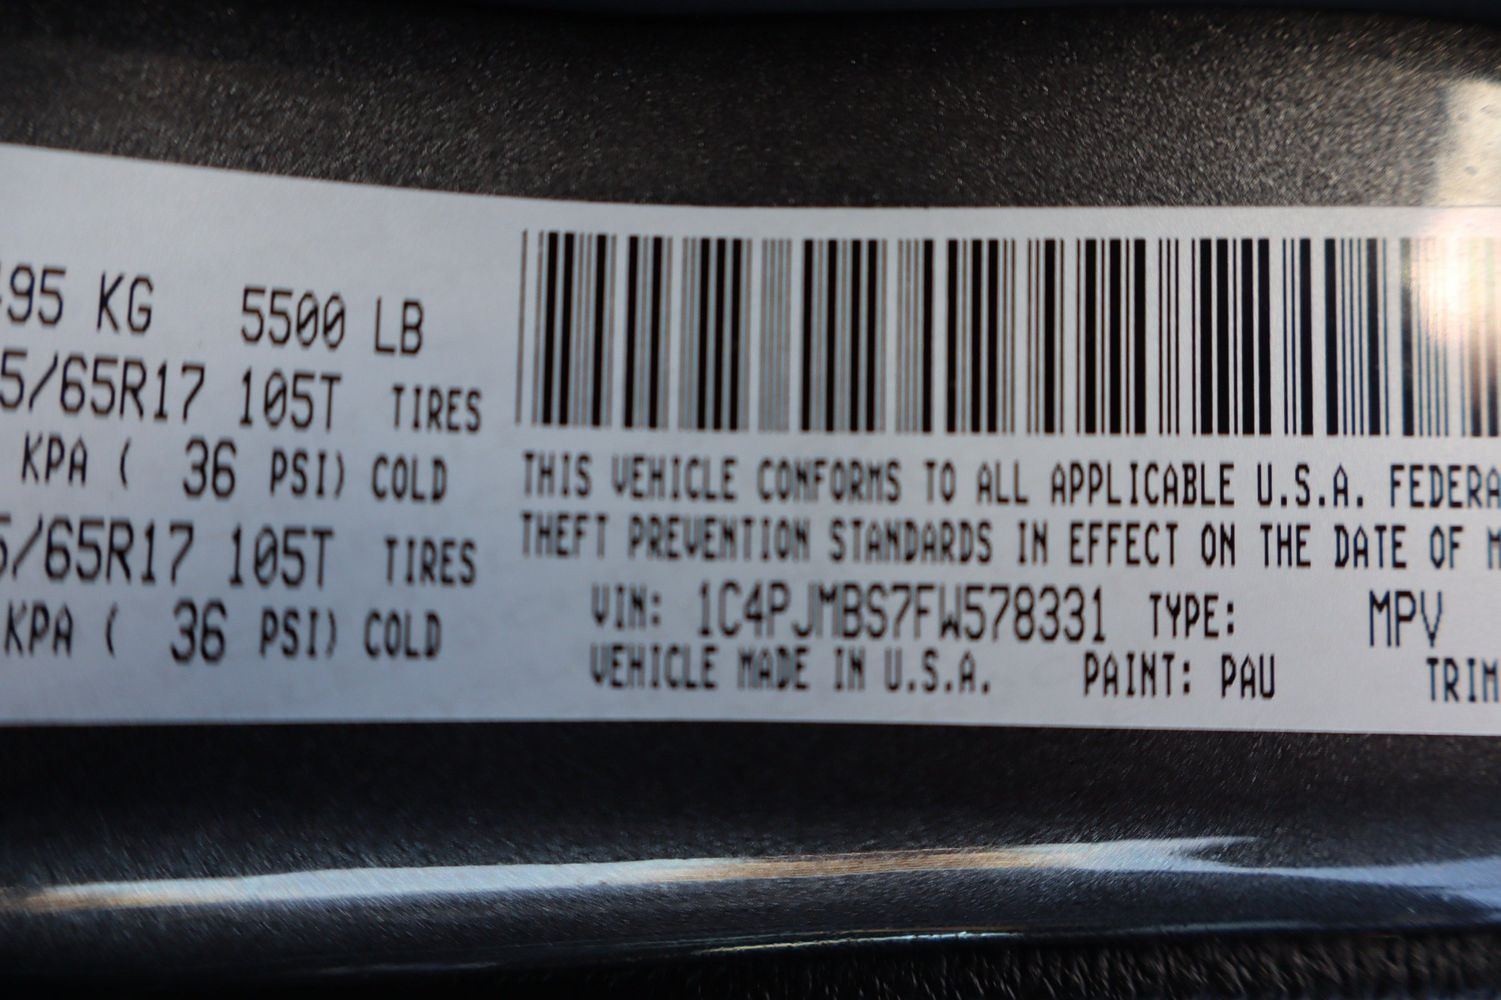 95 KG 5500 LB
5/65R17 105T TIRES
KPA ( 36 PSI) COLD
5/65R17 105T TIRES
KPA ( 36 PSI) COLD
THIS VEHICLE CONFORMS TO ALL APPLICABLE U.S.A. FEDERA
THEFT PREVENTION STANDARDS IN EFFECT ON THE DATE OF M
VIN: 1C4PJMBS7FW578331 TYPE: MPV
VEHICLE MADE IN U.S.A. PAINT: PAU TRIM